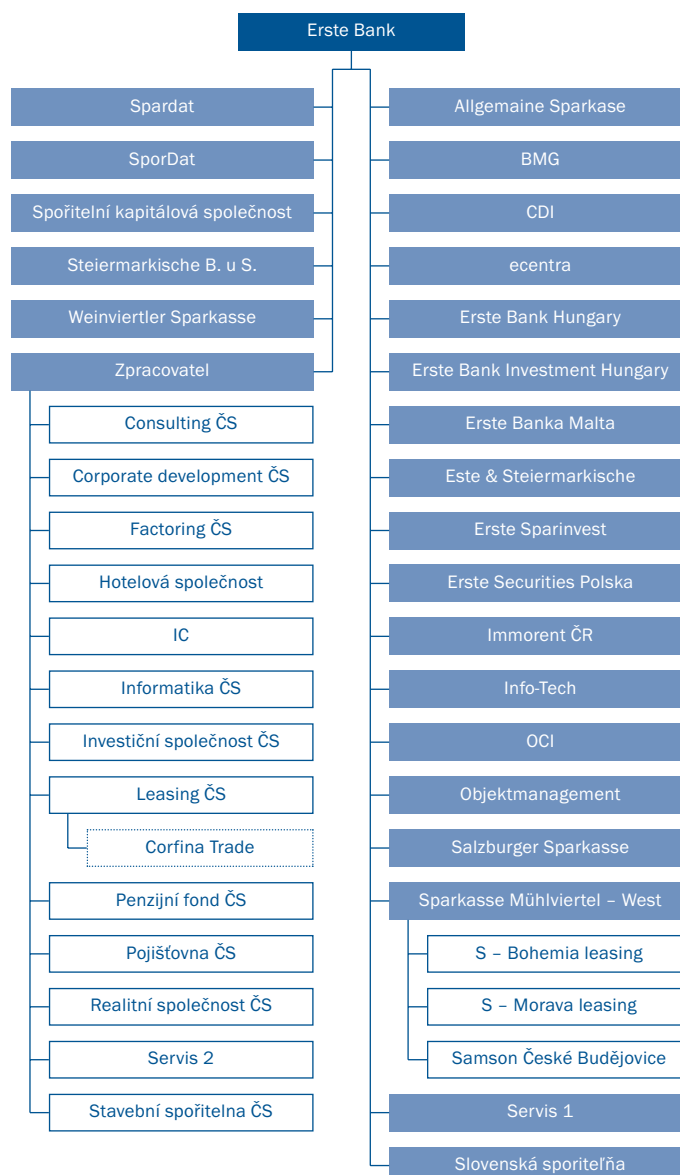 Erste Bank
Spardat
SporDat
Spořitelní kapitálová společnost
Steiermarkische B. u S.
Weinviertler Sparkasse
Zpracovatel
Consulting ČS
Corporate development ČS
Factoring ČS
Hotelová společnost
IC
Informatika ČS
Investiční společnost ČS
Leasing ČS
Corfina Trade
Penzijní fond ČS
Pojišťovna ČS
Realitní společnost ČS
Servis 2
Stavební spořitelna ČS
Allgemaine Sparkase
BMG
CDI
ecentra
Erste Bank Hungary
Erste Bank Investment Hungary
Erste Banka Malta
Este & Steiermarkische
Erste Sparinvest
Erste Securities Polska
Immorent ČR
Info-Tech
OCI
Objektmanagement
Salzburger Sparkasse
Sparkasse Mühlviertel – West
S – Bohemia leasing
S – Morava leasing
Samson České Budějovice
Servis 1
Slovenská sporiteľňa